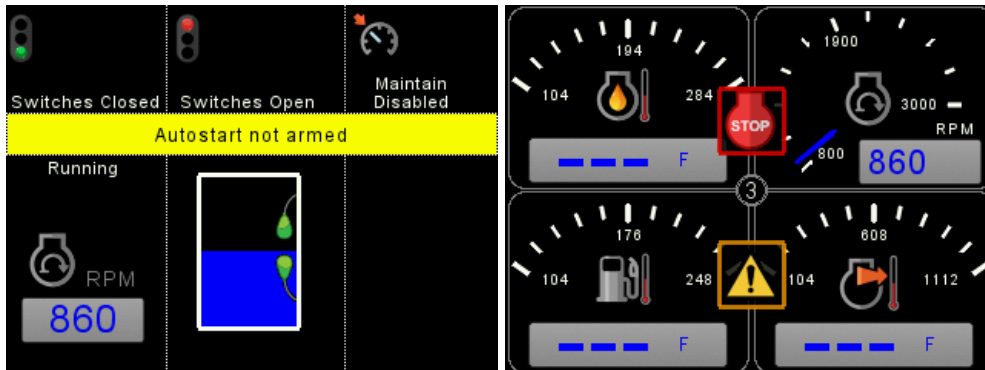 Switches Closed
Switches Open
Maintain
Disabled
Autostart not armed
Running
RPM
860
194
104
284
--- F
STOP
1900
3000
RPM
800
860
3
176
104
248
--- F
608
104
1112
--- F